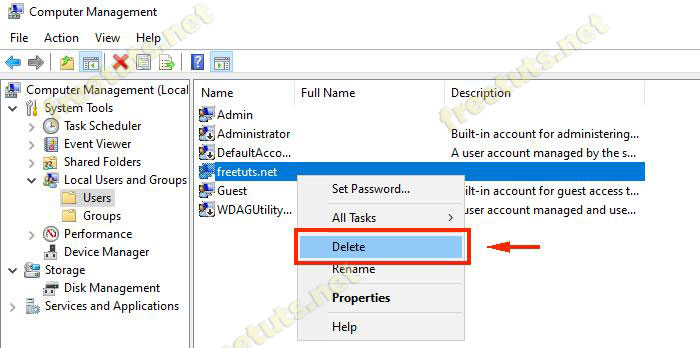 Computer Management
File Action View Help
Computer Management (Local
System Tools
Task Scheduler
Event Viewer
Shared Folders
Local Users and Groups
Users
Groups
Performance
Device Manager
Storage
Disk Management
Services and Applications
Name Full Name Description
Admin
Administrator Built-in account for administering...
DefaultAcco... A user account managed by the s...
freetuts.net
Guest Built-in account for guest access t...
WDAGUtility... A user account managed and use...
Set Password...
All Tasks
Delete
Rename
Properties
Help
freetuts.net
freetuts.net
freetuts.net
freetuts.net